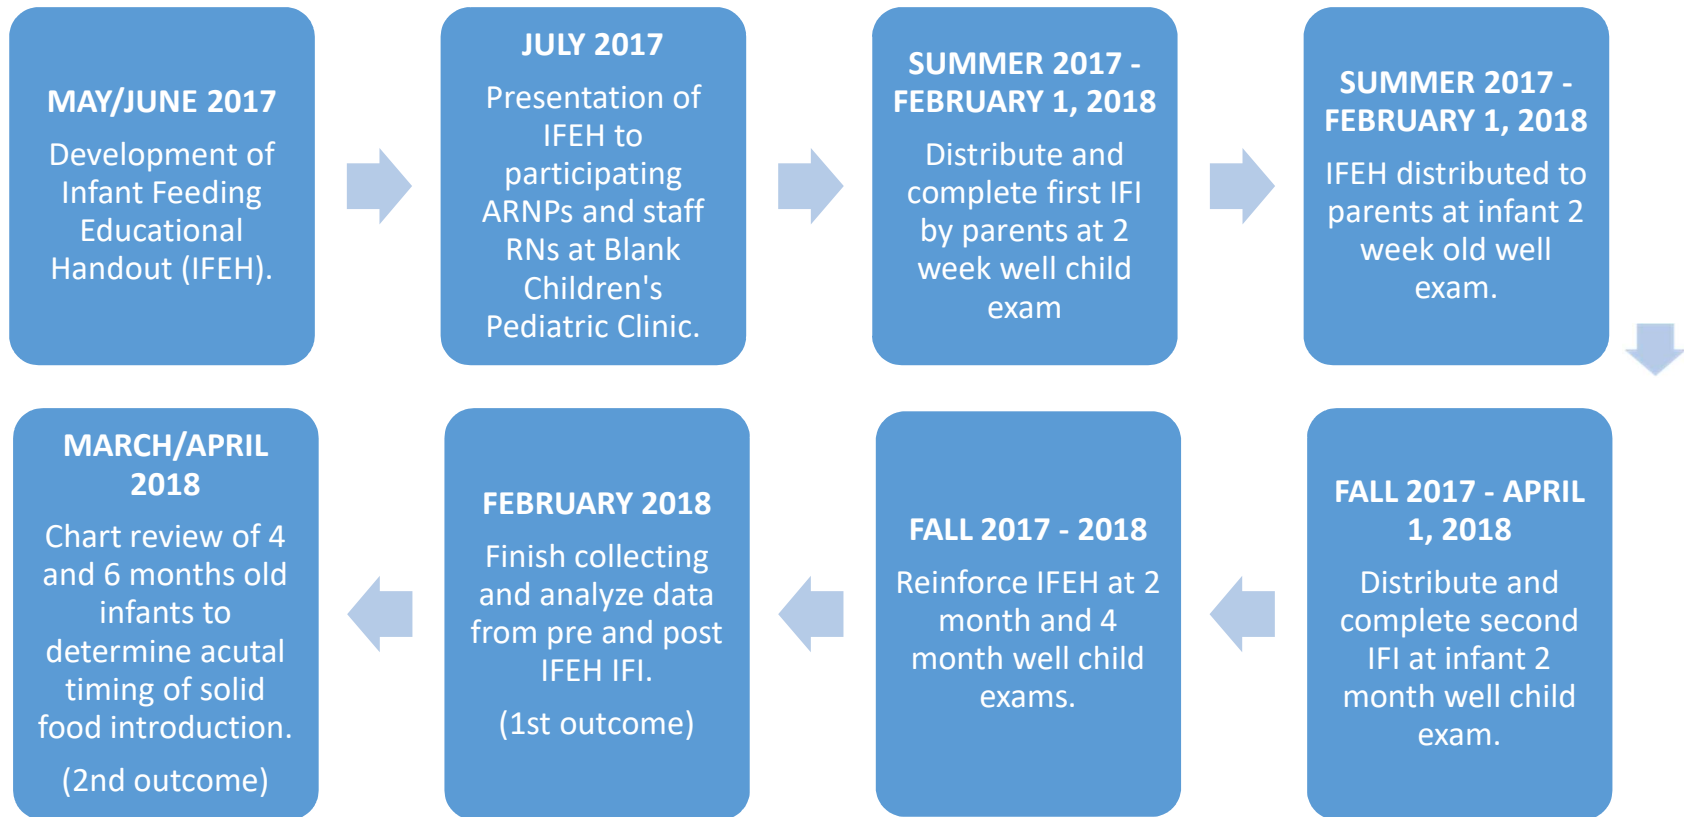 MAY/JUNE 2017
Development of
Infant Feeding
Educational
Handout (IFEH).
JULY 2017
Presentation of
IFEH to
participating
ARNPs and staff
RNs at Blank
Children's
Pediatric Clinic.
SUMMER 2017 -
FEBRUARY 1, 2018
Distribute and
complete first IFI
by parents at 2
week well child
exam
SUMMER 2017 -
FEBRUARY 1, 2018
IFEH distributed to
parents at infant 2
week old well
exam.
FALL 2017 - APRIL
1, 2018
Distribute and
complete second
IFI at infant 2
month well child
exam.
FALL 2017 - 2018
Reinforce IFEH at 2
month and 4
month well child
exams.
FEBRUARY 2018
Finish collecting
and analyze data
from pre and post
IFEH IFI.
(1st outcome)
MARCH/APRIL
2018
Chart review of 4
and 6 months old
infants to
determine acutal
timing of solid
food introduction.
(2nd outcome)